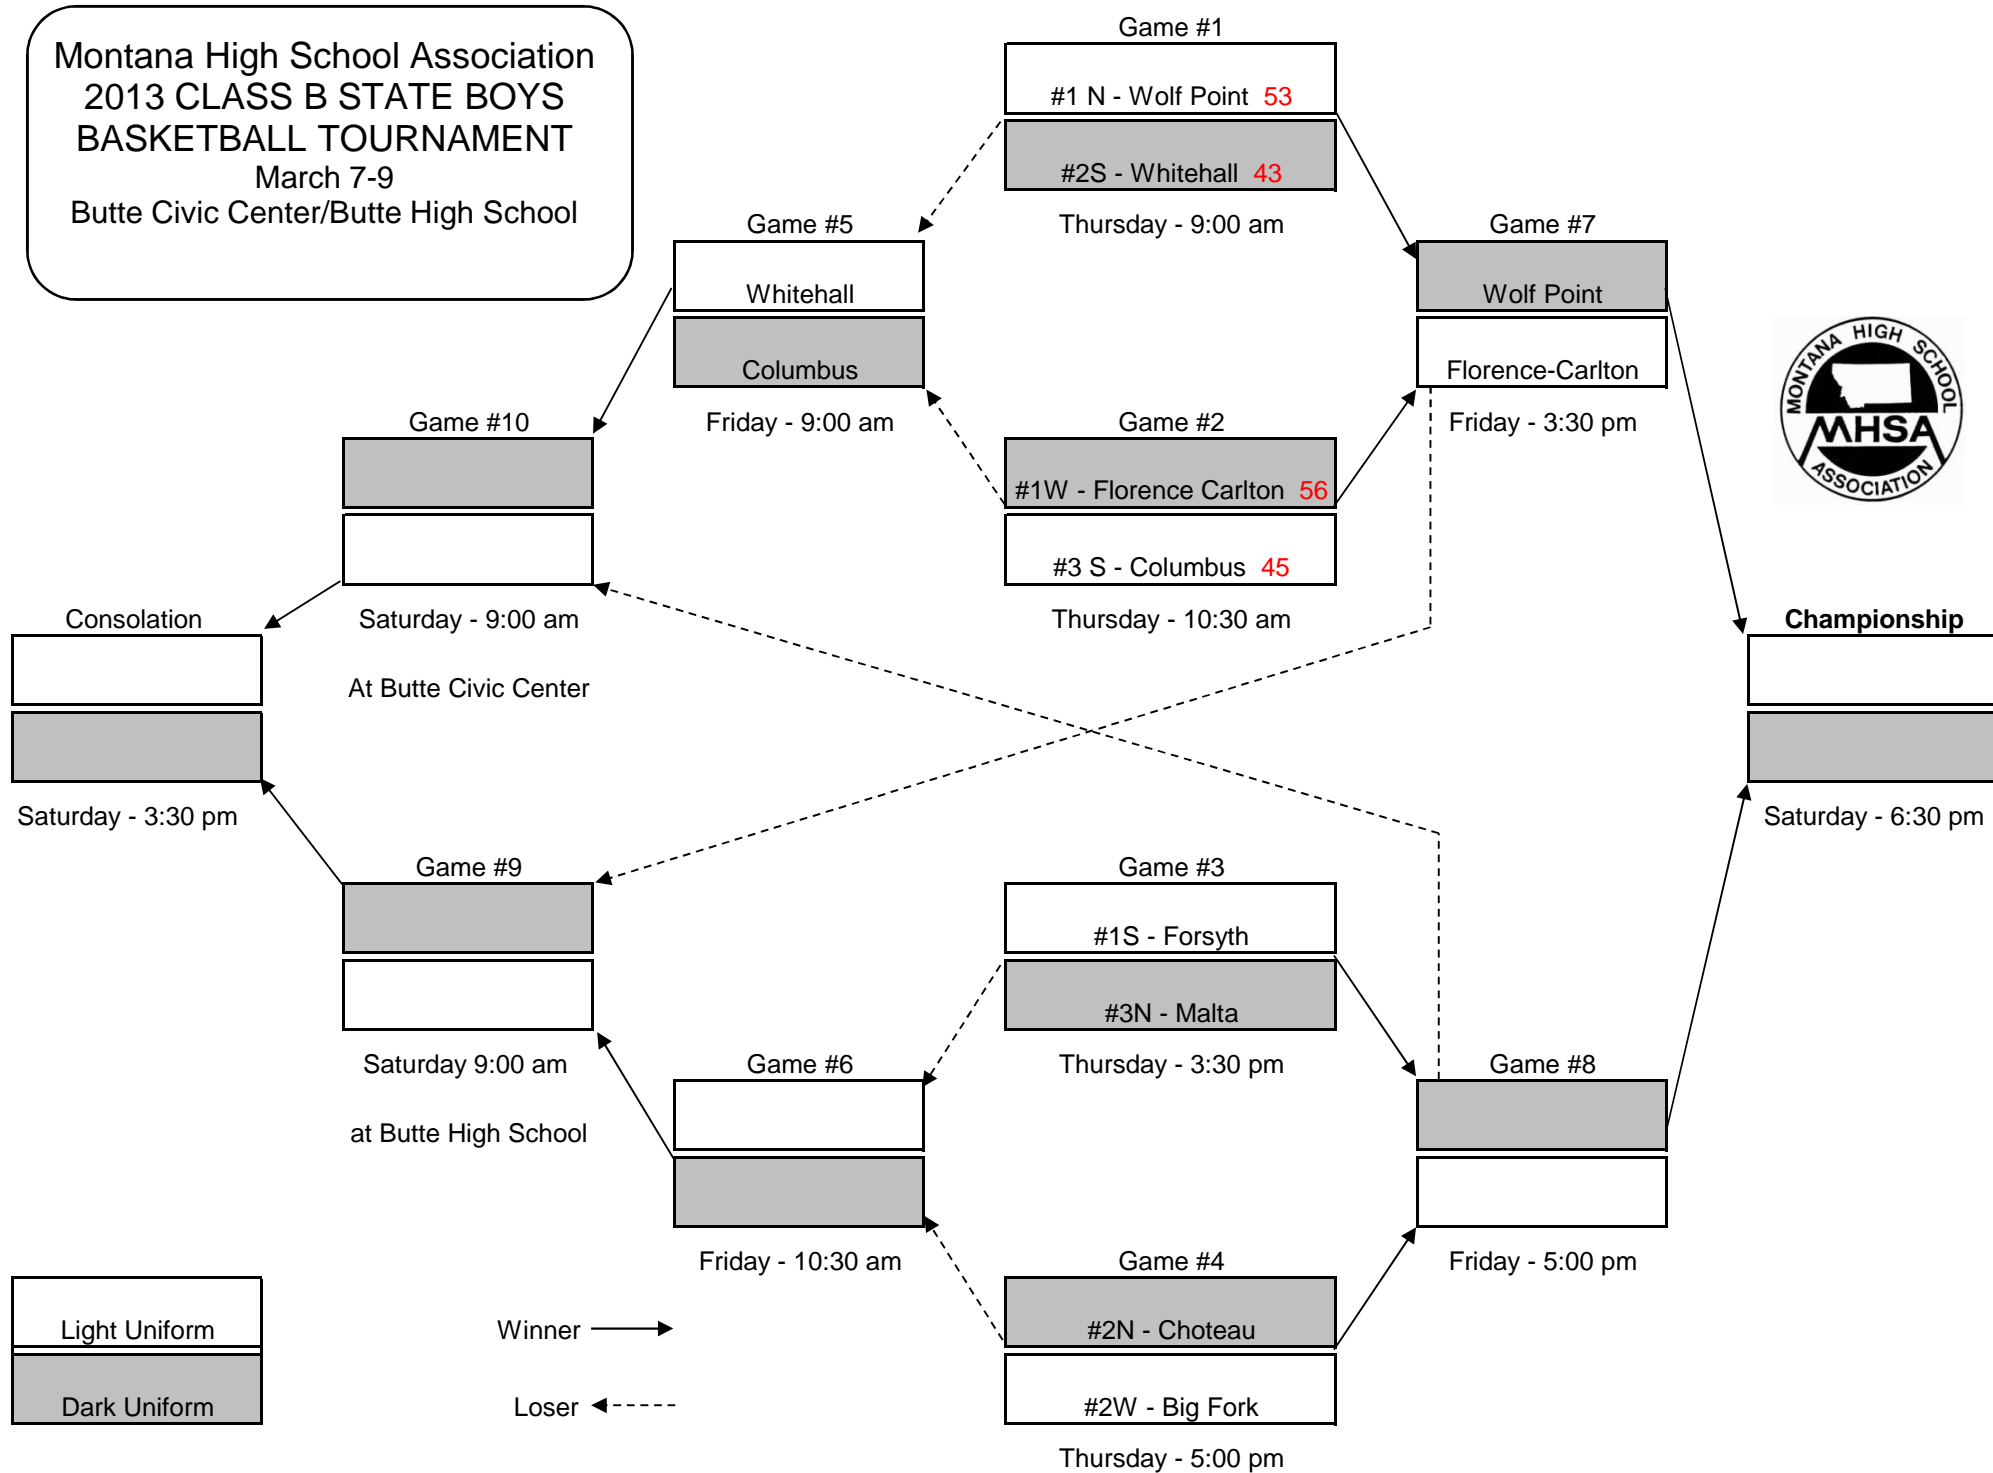 Montana High School Association
2013 CLASS B STATE BOYS
BASKETBALL TOURNAMENT
March 7-9
Butte Civic Center/Butte High School
Game #1
#1 N - Wolf Point 53
#2S - Whitehall 43
Thursday - 9:00 am
Game #5
Whitehall
Columbus
Friday - 9:00 am
Game #7
Wolf Point
Florence-Carlton
Friday - 3:30 pm
MONTANA HIGH SCHOOL
MHSA
ASSOCIATION
Game #10
Saturday - 9:00 am
At Butte Civic Center
Game #2
#1W - Florence Carlton 56
#3 S - Columbus 45
Thursday - 10:30 am
Consolation
Saturday - 3:30 pm
Championship
Saturday - 6:30 pm
Game #9
Saturday 9:00 am
at Butte High School
Game #3
#1S - Forsyth
#3N - Malta
Thursday - 3:30 pm
Game #6
Friday - 10:30 am
Game #8
Friday - 5:00 pm
Game #4
#2N - Choteau
#2W - Big Fork
Thursday - 5:00 pm
Light Uniform
Dark Uniform
Winner
Loser